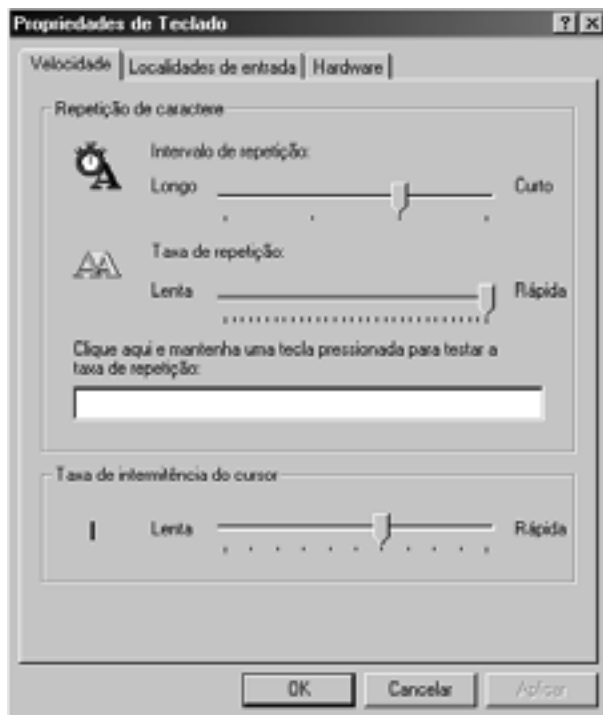 Propriedades de Teclado
Velocidade
Localidades de entrada
Hardware
Repetição de caractere
Intervalo de repetição:
Longo
Curto
Taxa de repetição:
Lenta
Rápida
Clique aqui e mantenha uma tecla pressionada para testar a
taxa de repetição:
Taxa de intermitência do cursor
Lenta
Rápida
OK
Cancelar
Aplicar